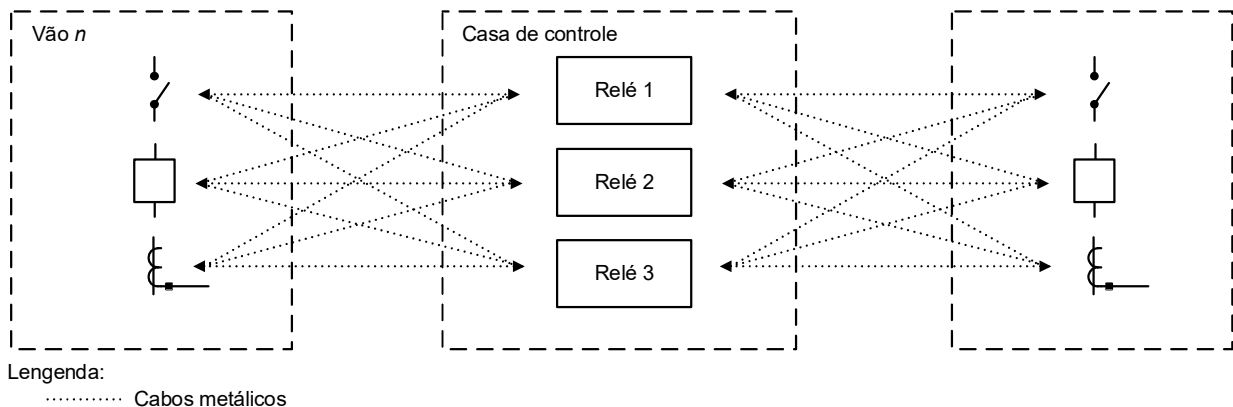 Vão n
Casa de controle
Relé 1
Relé 2
Relé 3
Lengenda:
Cabos metálicos